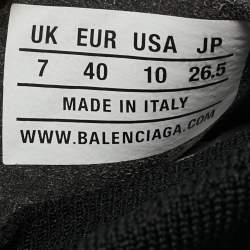 UK EUR USA JP
7 40 10 26.5
MADE IN ITALY
WWW.BALENCIAGA.COM